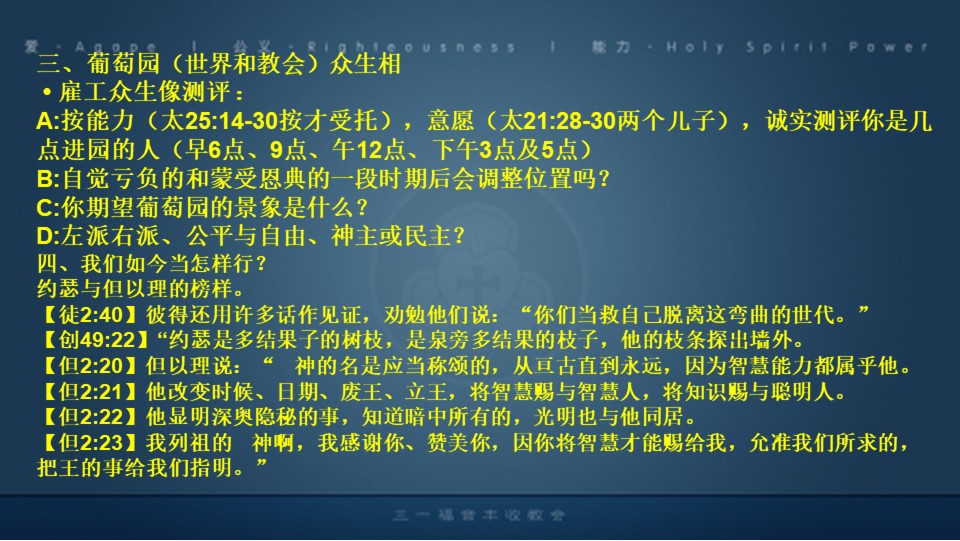 爱·Agape | 公义·Righteousness | 能力·Holy Spirit Power
三、葡萄园（世界和教会）众生相
•雇工众生像测评：
A:按能力（太25:14-30按才受托），意愿（太21:28-30两个儿子），诚实测评你是几
点进园的人（早6点、9点、午12点、下午3点及5点）
B:自觉亏负的和蒙受恩典的一段时期后会调整位置吗？
C:你期望葡萄园的景象是什么？
D:左派右派、公平与自由、神主或民主？
四、我们如今当怎样行？
约瑟与但以理的榜样。
【徒2:40】彼得还用许多话作见证，劝勉他们说：“你们当救自己脱离这弯曲的世代。”
【创49:22】“约瑟是多结果子的树枝，是泉旁多结果的枝子，他的枝条探出墙外。
【但2:20】但以理说：“ 神的名是应当称颂的，从亘古直到永远，因为智慧能力都属乎他。
【但2:21】他改变时候、日期、废王、立王，将智慧赐与智慧人，将知识赐与聪明人。
【但2:22】他显明深奥隐秘的事，知道暗中所有的，光明也与他同居。
【但2:23】我列祖的 神啊，我感谢你、赞美你，因你将智慧才能赐给我，允准我们所求的，
把王的事给我们指明。”
三一福音丰收教会